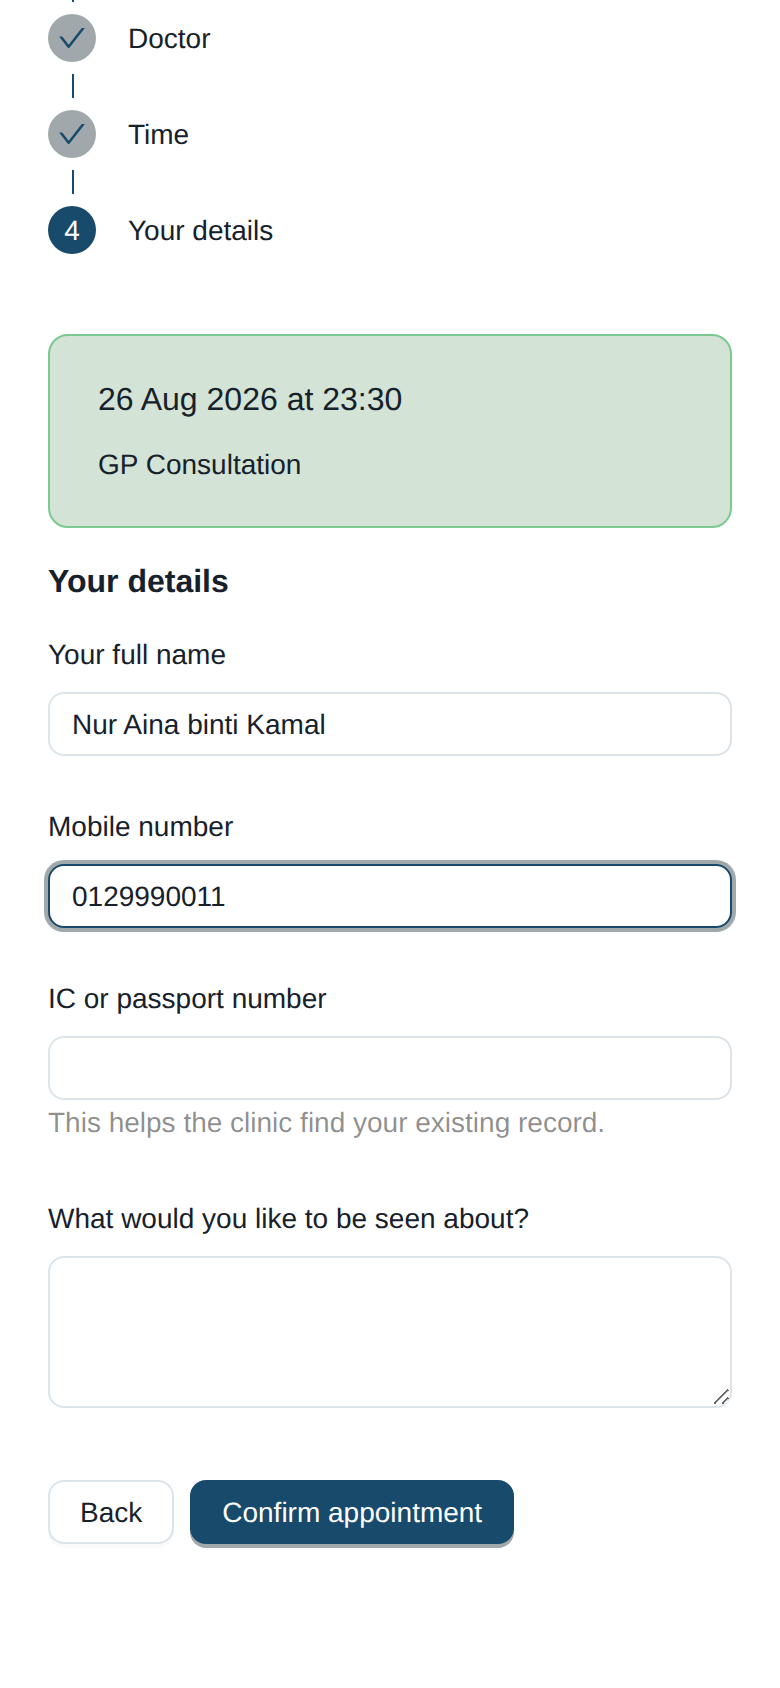 Doctor
Time
4 Your details
26 Aug 2026 at 23:30
GP Consultation
Your details
Your full name
Nur Aina binti Kamal
Mobile number
0129990011
IC or passport number
This helps the clinic find your existing record.
What would you like to be seen about?
Back Confirm appointment